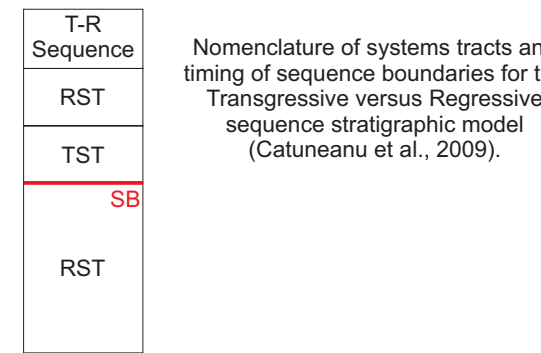 T-R
Sequence
RST
TST
SB
RST
Nomenclature of systems tracts
timing of sequence boundaries for
Transgressive versus Regressive
sequence stratigraphic model
(Catuneanu et al., 2009).